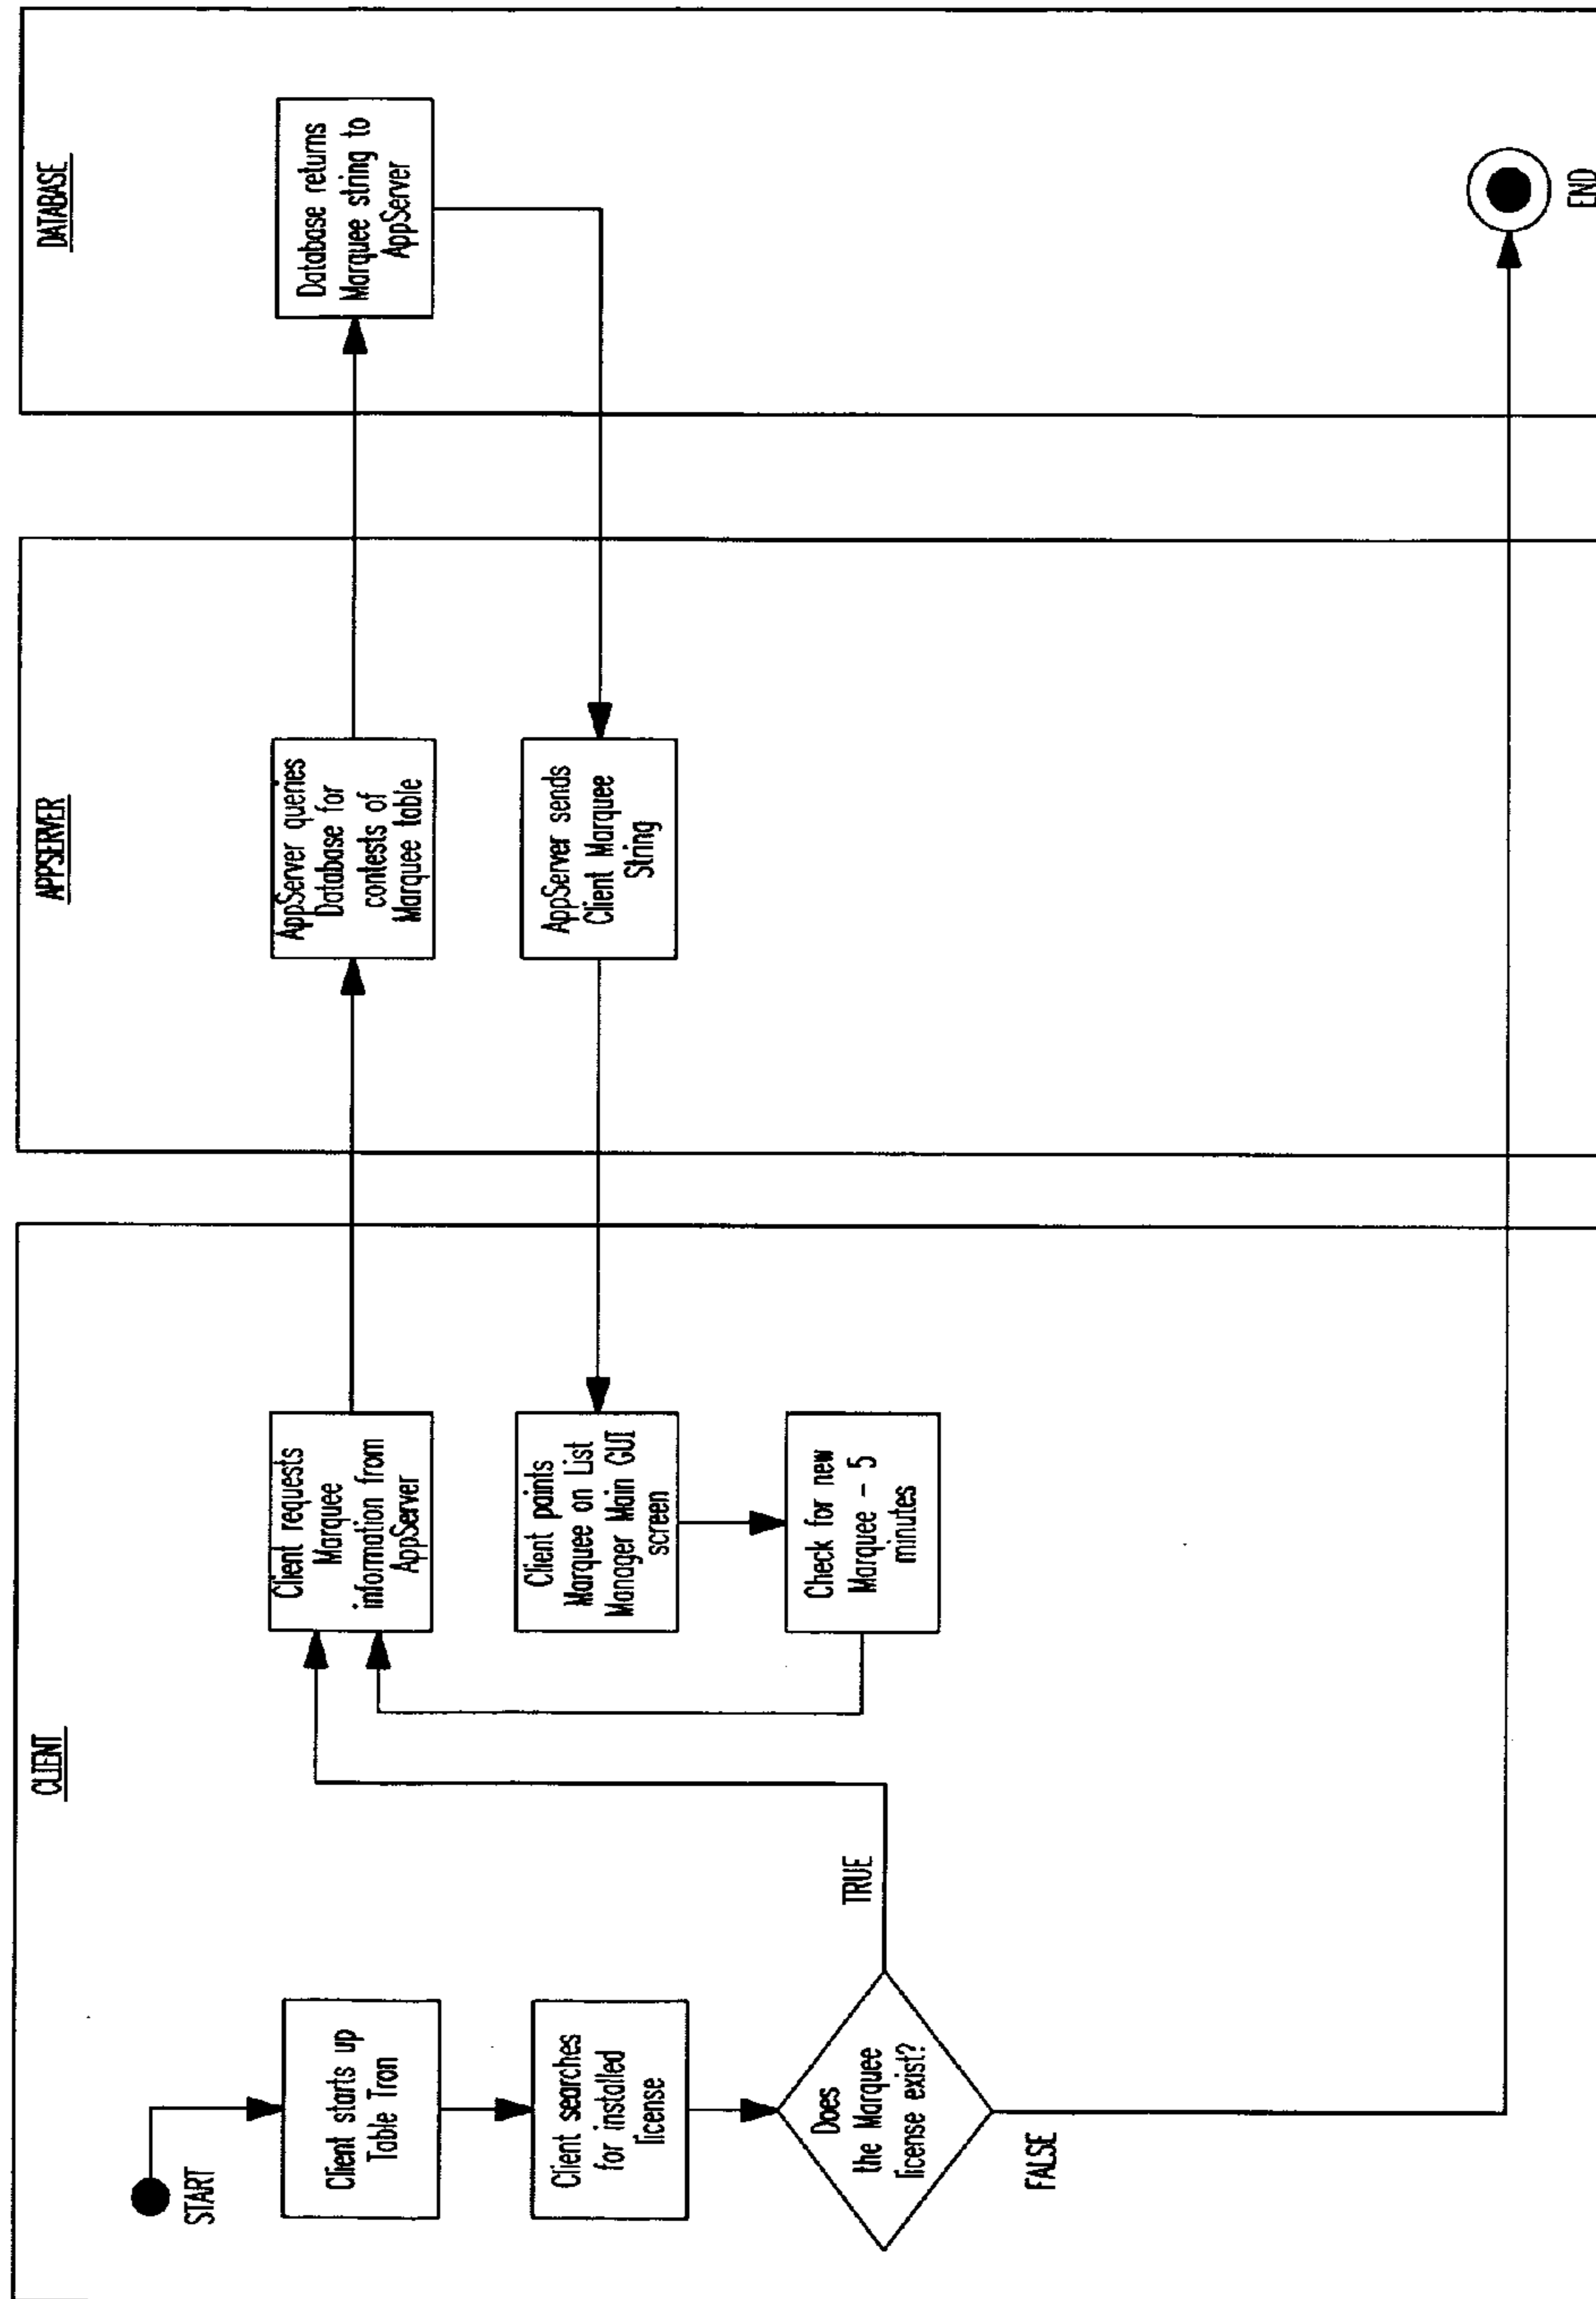 CLIENT
START
Client starts up
Table Tron
Client searches
for installed
license
Does
the Marquee
license exist?
TRUE
FALSE
Client requests
Marquee
information from
AppServer
Client paints
Marquee on List
Manager Main GUI
screen
Check for new
Marquee - 5
minutes
APPSERVER
AppServer queries
Database for
contests of
Marquee table
AppServer sends
Client Marquee
String
DATABASE
Database returns
Marquee string to
AppServer
END